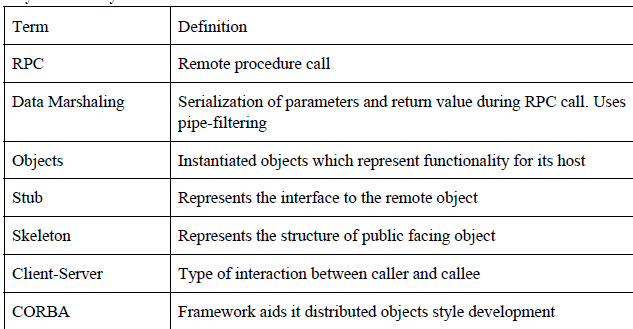 Term Definition
RPC Remote procedure call
Data Marshaling Serialization of parameters and return value during RPC call. Uses
pipe-filtering
Objects Instantiated objects which represent functionality for its host
Stub Represents the interface to the remote object
Skeleton Represents the structure of public facing object
Client-Server Type of interaction between caller and callee
CORBA Framework aids it distributed objects style development